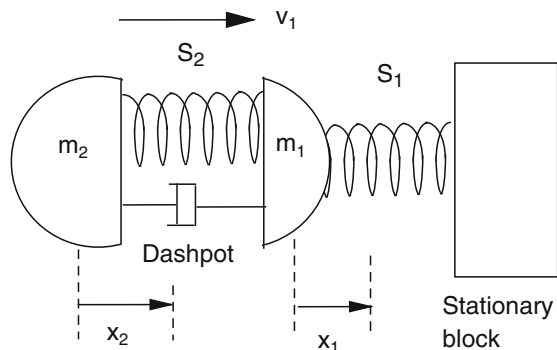 v1
S2
S1
m2
m1
Dashpot
x2
x1
Stationary
block